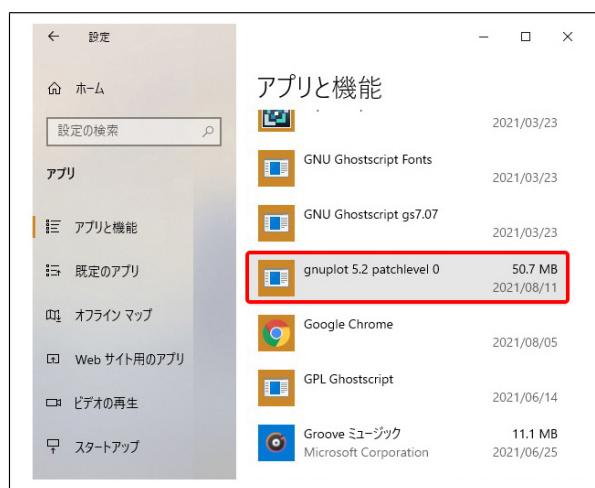 設定
ホーム
設定の検索
アプリ
アプリと機能
既定のアプリ
オフライン マップ
Web サイト用のアプリ
ビデオの再生
スタートアップ
アプリと機能
2021/03/23
GNU Ghostscript Fonts
2021/03/23
GNU Ghostscript gs7.07
2021/03/23
gnuplot 5.2 patchlevel 0
50.7 MB
2021/08/11
Google Chrome
2021/08/05
GPL Ghostscript
2021/06/14
Groove ミュージック
11.1 MB
Microsoft Corporation
2021/06/25